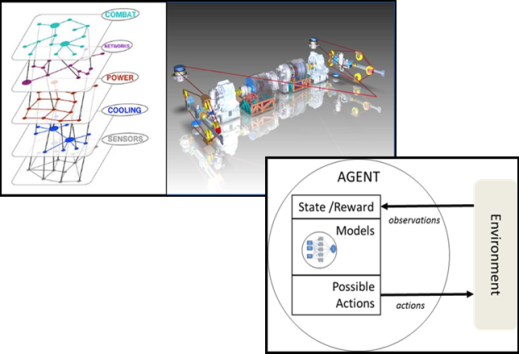 COMBAT
NETWORKS
POWER
COOLING
SENSORS
AGENT
State /Reward
observations
Models
Possible
Actions
actions
Environment